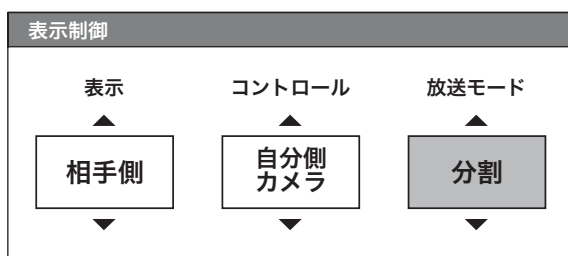 表示制御
表示
コントロール
放送モード
相手側
自分側
カメラ
分割